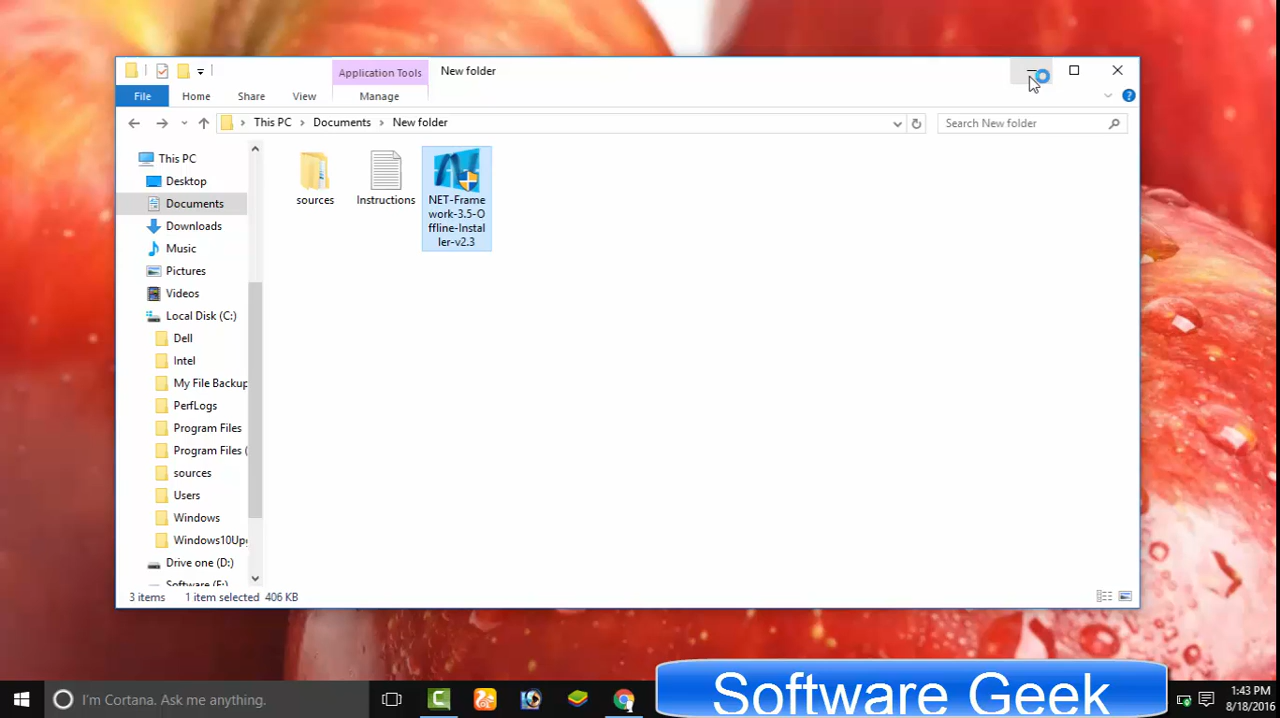 Application Tools
New folder
File
Home
Share
View
Manage
This PC
Documents
New folder
Search New folder
This PC
Desktop
Documents
Downloads
Music
Pictures
Videos
Local Disk (C:)
Dell
Intel
My File Backup
PerfLogs
Program Files
Program Files (
sources
Users
Windows
Windows10Upg
Drive one (D:)
Software (E:)
sources
Instructions
NET-Frame
work-3.5-O
ffline-Instal
ler-v2.3
3 items
1 item selected 406 KB
I'm Cortana. Ask me anything.
Software Geek
1:43 PM
8/18/2016